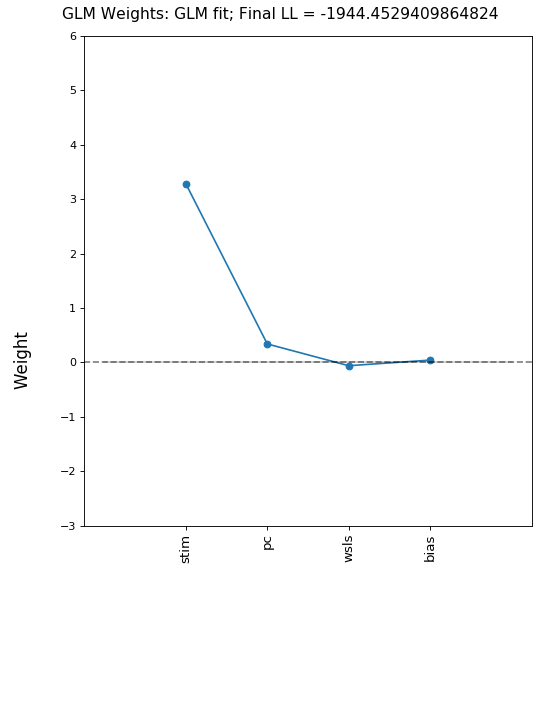 GLM Weights: GLM fit; Final LL = -1944.4529409864824
6
5
4
3
2
1
0
−1
−2
−3
Weight
stim
pc
wsls
bias